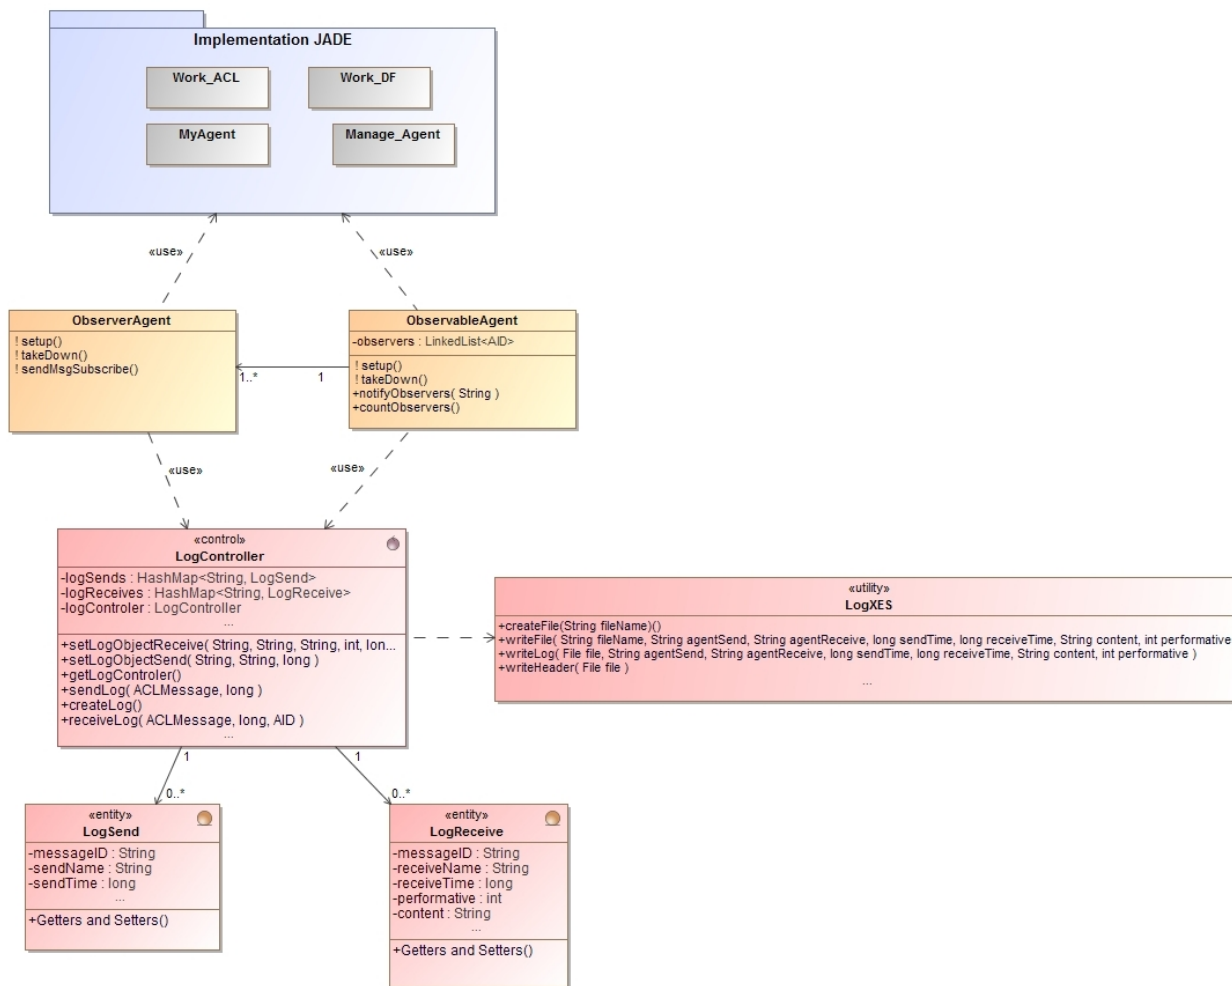 Implementation JADE
Work_ACL
Work_DF
MyAgent
Manage_Agent
«use»
«use»
ObserverAgent
! setup()
! takeDown()
! sendMsgSubscribe()
ObservableAgent
-observers : LinkedList<AID>
! setup()
! takeDown()
+notifyObservers( String )
+countObservers()
1..*
1
«use»
«use»
«control»
LogController
-logSends : HashMap<String, LogSend>
-logReceives : HashMap<String, LogReceive>
-logControler : LogController
...
+setLogObjectReceive( String, String, String, int, lon...
+setLogObjectSend( String, String, long )
+getLogControler()
+sendLog( ACLMessage, long )
+createLog()
+receiveLog( ACLMessage, long, AID )
...
«utility»
LogXES
+createFile(String fileName)()
+writeFile( String fileName, String agentSend, String agentReceive, long sendTime, long receiveTime, String content, int performative
+writeLog( File file, String agentSend, String agentReceive, long sendTime, long receiveTime, String content, int performative )
+writeHeader( File file )
...
1
0..*
1
0..*
«entity»
LogSend
-messageID : String
-sendName : String
-sendTime : long
...
+Getters and Setters()
«entity»
LogReceive
-messageID : String
-receiveName : String
-receiveTime : long
-performative : int
-content : String
...
+Getters and Setters()